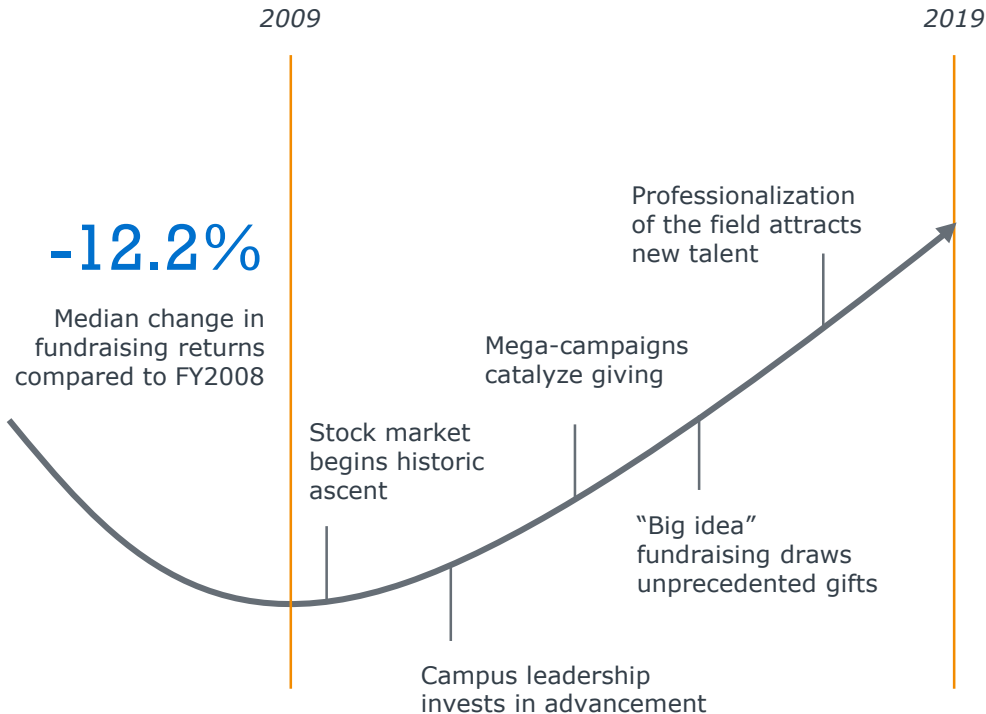 2009
2019
-12.2%
Median change in
fundraising returns
compared to FY2008
Stock market
begins historic
ascent
Campus leadership
invests in advancement
Mega-campaigns
catalyze giving
“Big idea”
fundraising draws
unprecedented gifts
Professionalization
of the field attracts
new talent